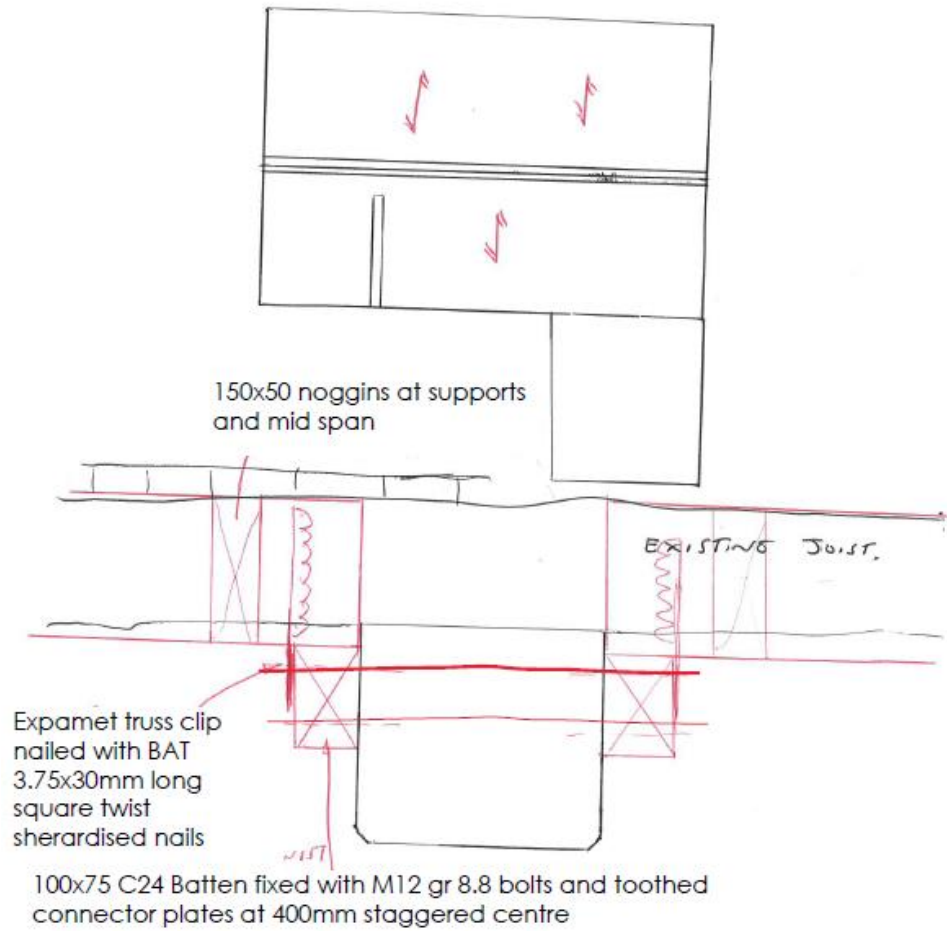 150x50 noggins at supports
and mid span
EXISTING JOIST.
Expamet truss clip
nailed with BAT
3.75x30mm long
square twist
sherardised nails
100x75 C24 Batten fixed with M12 gr 8.8 bolts and toothed
connector plates at 400mm staggered centre